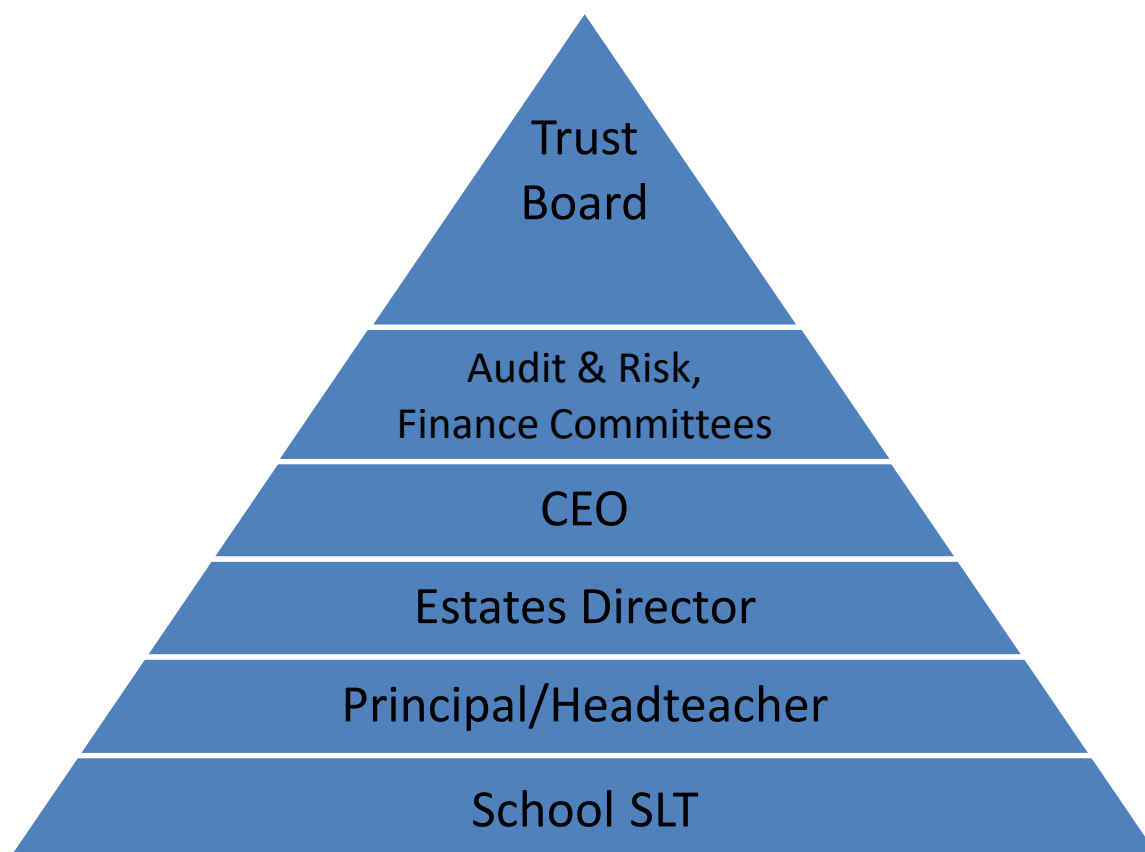 Trust
Board
Audit & Risk,
Finance Committees
CEO
Estates Director
Principal/Headteacher
School SLT